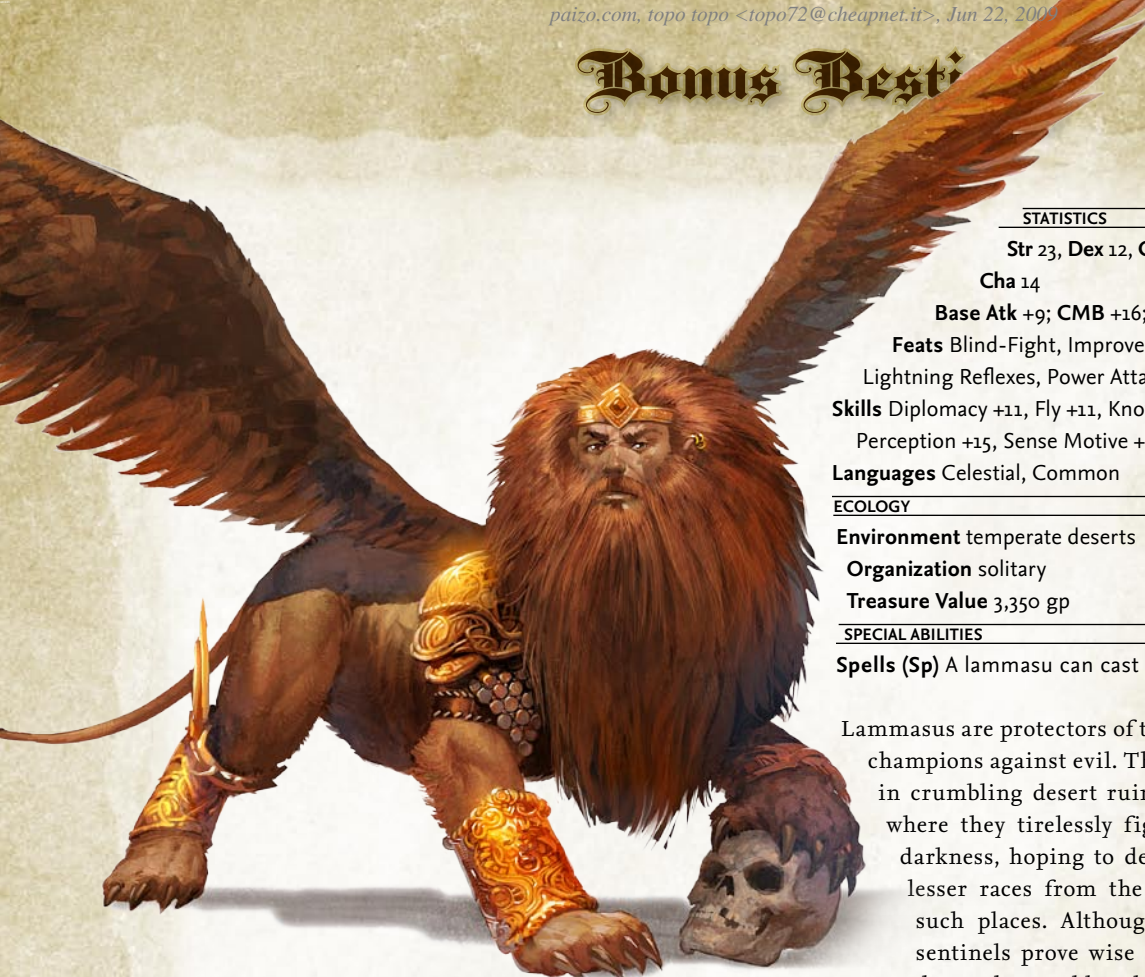 paizo.com, topo topo <topo72@cheapnet.it>, Jun 22, 2009
Bonus Besti
STATISTICS
Str 23, Dex 12,
Cha 14
Base Atk +9; CMB +16;
Feats Blind-Fight, Improve
Lightning Reflexes, Power Atta
Skills Diplomacy +11, Fly +11, Kno
Perception +15, Sense Motive +
Languages Celestial, Common
ECOLOGY
Environment temperate deserts
Organization solitary
Treasure Value 3,350 gp
SPECIAL ABILITIES
Spells (Sp) A lammasu can cast
Lammasus are protectors of t
champions against evil. Th
in crumbling desert ruin
where they tirelessly fig
darkness, hoping to de
lesser races from the
such places. Althoug
sentinels prove wise